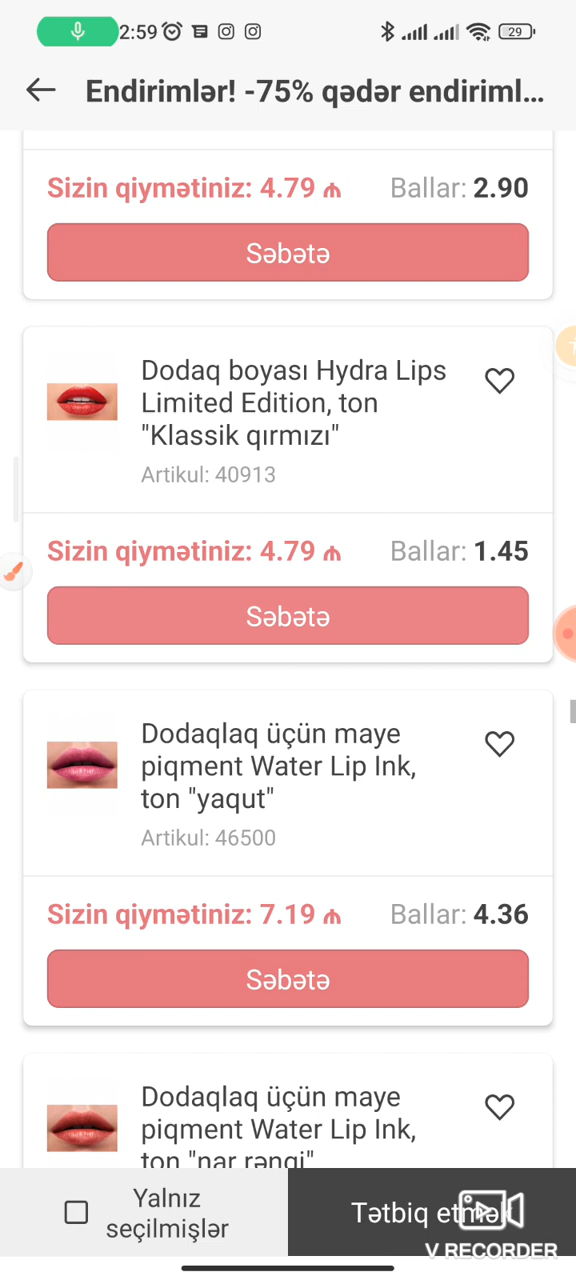 2:59
29
Endirimlər! -75% qədər endiriml...
Sizin qiymətiniz: 4.79 ₼ Ballar: 2.90
Səbətə
Dodaq boyası Hydra Lips
Limited Edition, ton
"Klassik qırmızı"
Artikul: 40913
Sizin qiymətiniz: 4.79 ₼ Ballar: 1.45
Səbətə
Dodaqlaq üçün maye
piqment Water Lip Ink,
ton "yaqut"
Artikul: 46500
Sizin qiymətiniz: 7.19 ₼ Ballar: 4.36
Səbətə
Dodaqlaq üçün maye
piqment Water Lip Ink,
ton "nar rəngi"
Yalnız
seçilmişlər
Tətbiq etmək
V RECORDER